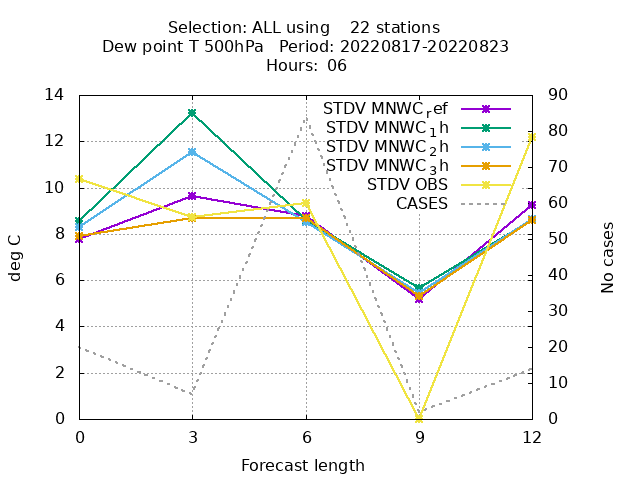 Selection: ALL using 22 stations
Dew point T 500hPa Period: 20220817-20220823
Hours: 06
14 90
STDV MNWC_ref
STDV MNWC_1h
STDV MNWC_2h
STDV MNWC_3h
STDV OBS
CASES
12
10
8
6
4
2
0
80
70
60
50
40
30
20
10
0
deg C
No cases
0 3 6 9 12
Forecast length